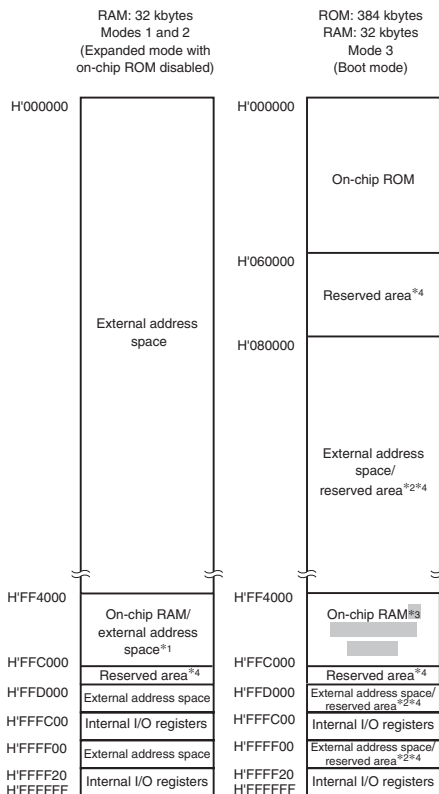 RAM: 32 kbytes
Modes 1 and 2
(Expanded mode with
on-chip ROM disabled)
H'000000
External address
space
H'FF4000
On-chip RAM/
external address
space*1
H'FFC000
Reserved area*4
H'FFD000
External address space
H'FFFC00
Internal I/O registers
H'FFFF00
External address space
H'FFFF20
Internal I/O registers
H'FFFFFF
ROM: 384 kbytes
RAM: 32 kbytes
Mode 3
(Boot mode)
H'000000
On-chip ROM
H'060000
Reserved area*4
H'080000
External address
space/
reserved area*2*4
H'FF4000
On-chip RAM*3
H'FFC000
Reserved area*4
H'FFD000
External address space/
reserved area*2*4
H'FFFC00
Internal I/O registers
H'FFFF00
External address space/
reserved area*2*4
H'FFFF20
Internal I/O registers
H'FFFFFF